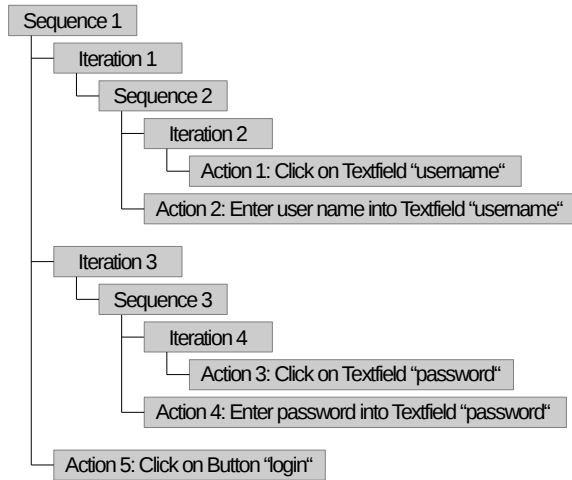 Sequence 1
Iteration 1
Sequence 2
Iteration 2
Action 1: Click on Textfield “username“
Action 2: Enter user name into Textfield “username“
Iteration 3
Sequence 3
Iteration 4
Action 3: Click on Textfield “password“
Action 4: Enter password into Textfield “password“
Action 5: Click on Button “login“